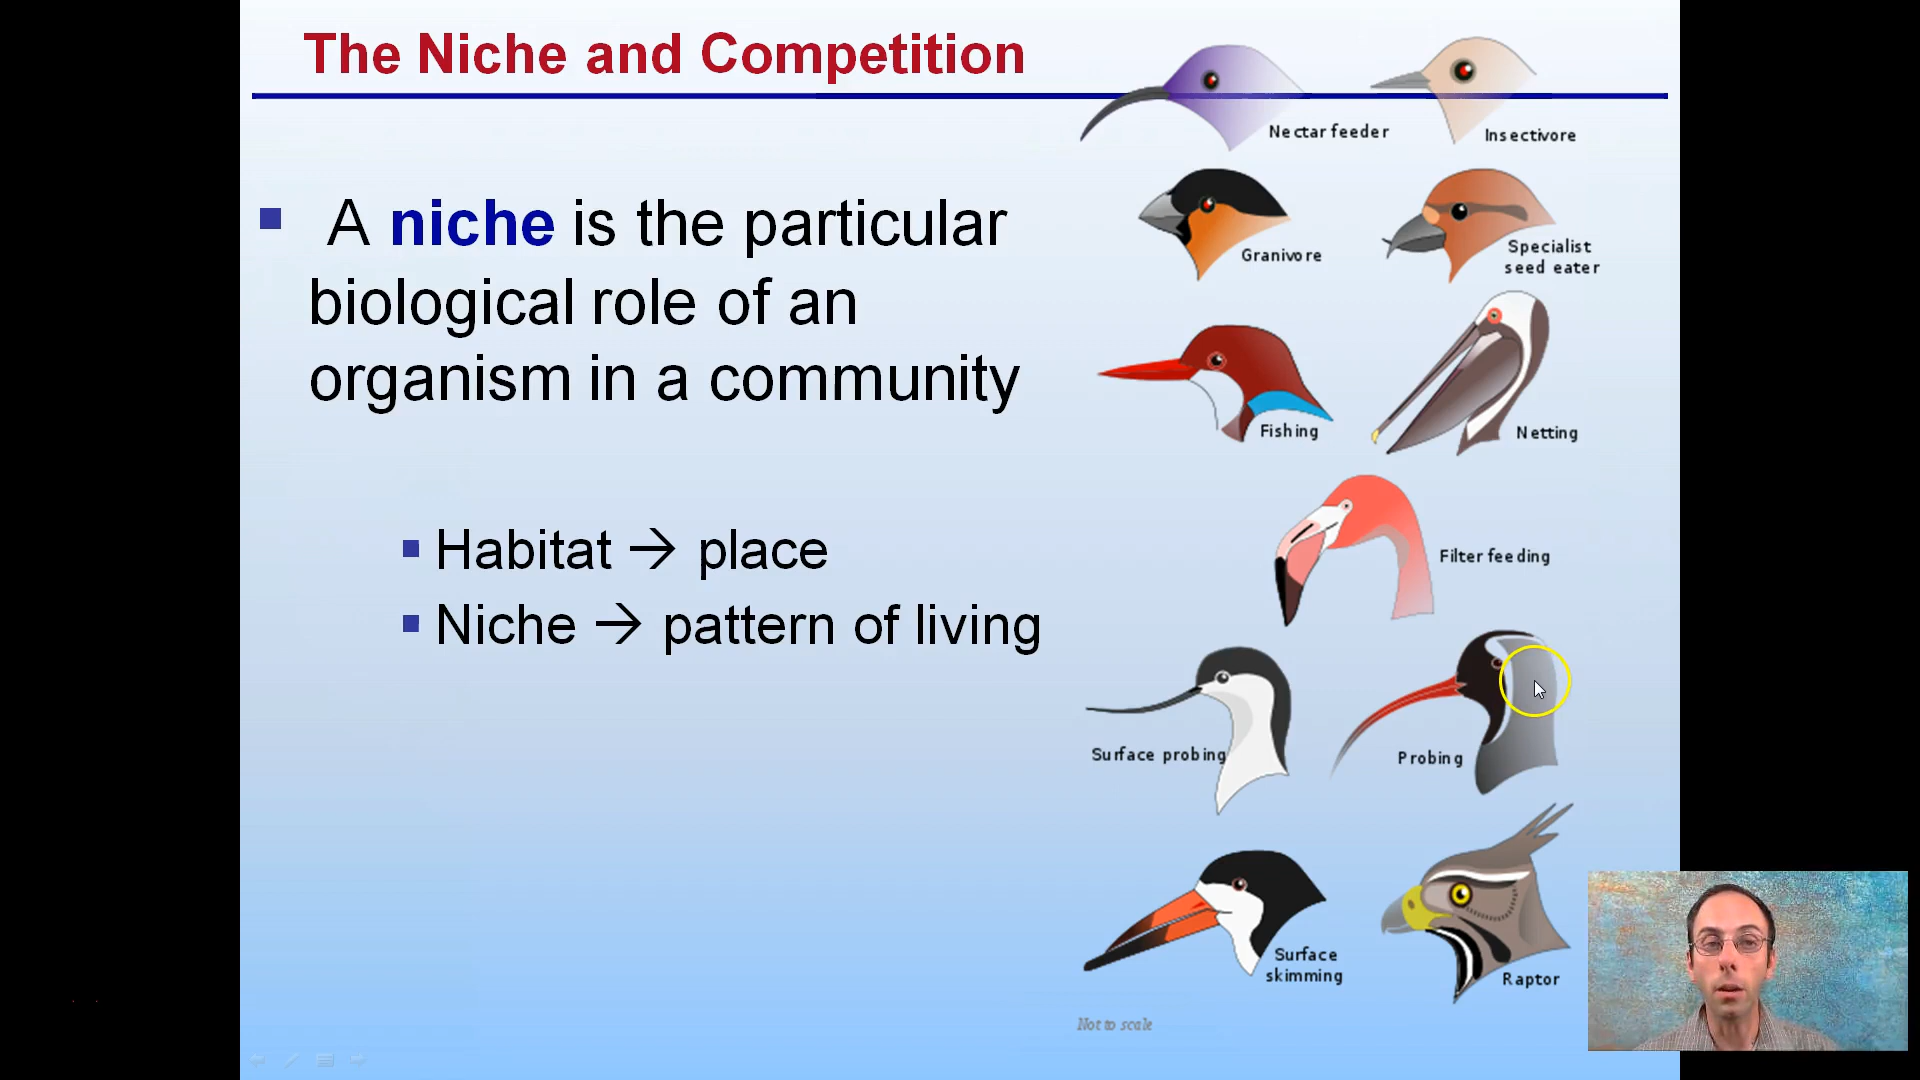 The Niche and Competition
A niche is the particular
biological role of an
organism in a community
Habitat → place
Niche → pattern of living
Nectar feeder
Insectivore
Granivore
Specialist
seed eater
Fishing
Netting
Filter feeding
Surface probing
Probing
Surface
skimming
Raptor
Not to scale